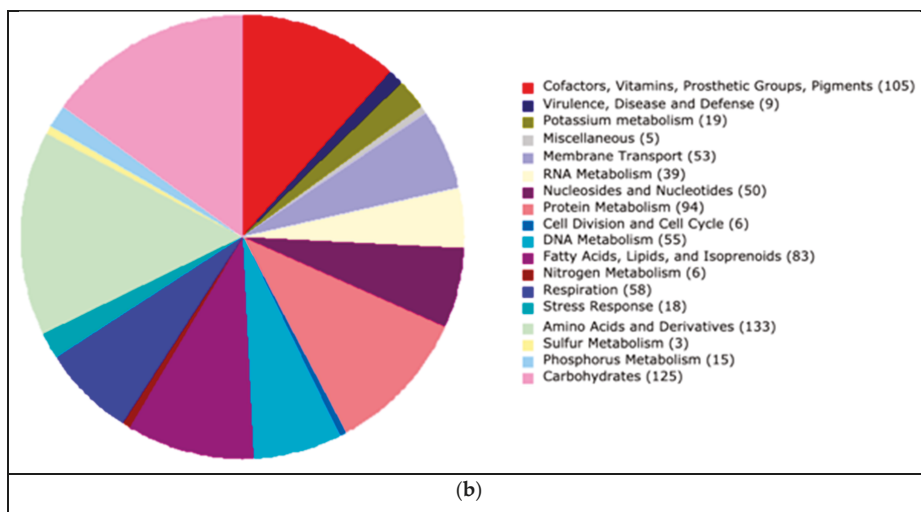 Cofactors, Vitamins, Prosthetic Groups, Pigments (105)
Virulence, Disease and Defense (9)
Potassium metabolism (19)
Miscellaneous (5)
Membrane Transport (53)
RNA Metabolism (39)
Nucleosides and Nucleotides (50)
Protein Metabolism (94)
Cell Division and Cell Cycle (6)
DNA Metabolism (55)
Fatty Acids, Lipids, and Isoprenoids (83)
Nitrogen Metabolism (6)
Respiration (58)
Stress Response (18)
Amino Acids and Derivatives (133)
Sulfur Metabolism (3)
Phosphorus Metabolism (15)
Carbohydrates (125)
(b)